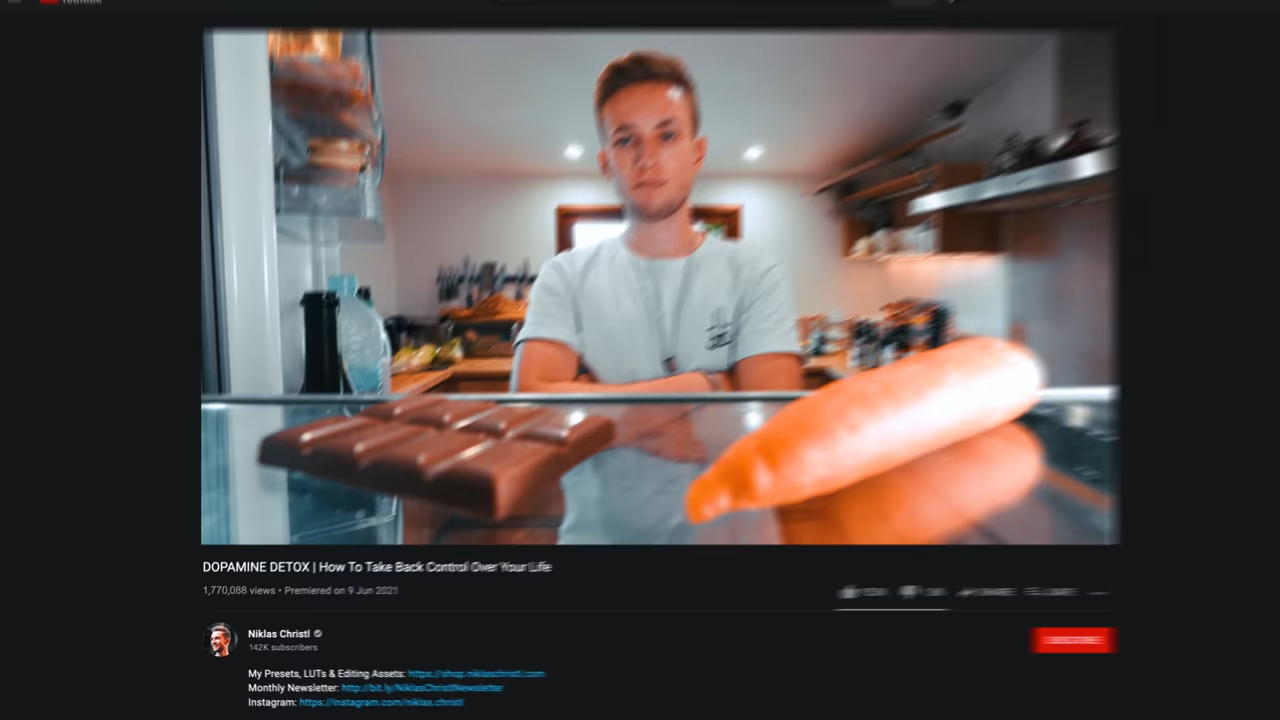 DOPAMINE DETOX | How To Take Back Control Over Your Life
1,770,088 views • Premiered on 9 Jun 2021
Niklas Christl
142K subscribers
My Presets, LUTs & Editing Assets: https://shop.niklaschristl.com
Monthly Newsletter: http://bit.ly/NiklasChristlNewsletter
Instagram: https://instagram.com/niklas.christl